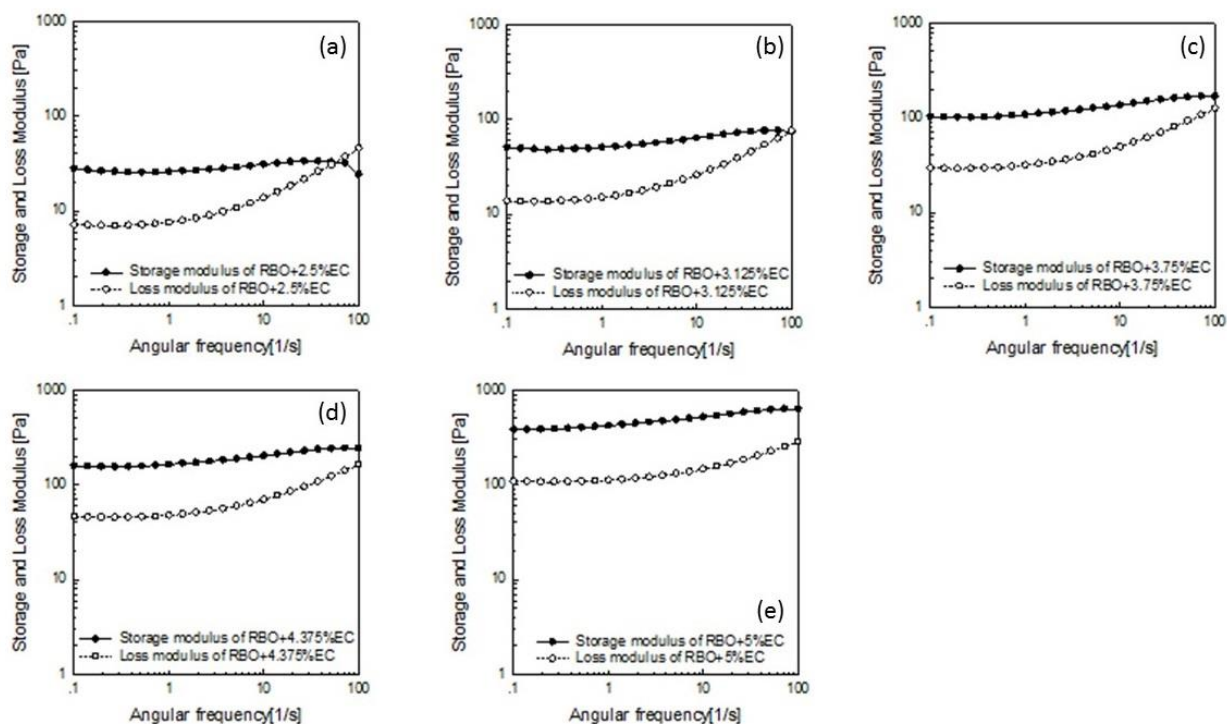 (a)
Storage and Loss Modulus [Pa]
1000
100
10
1
Storage modulus of RBO+2.5%EC
Loss modulus of RBO+2.5%EC
.1 1 10 100
Angular frequency[1/s]
(b)
Storage and Loss Modulus [Pa]
1000
100
10
1
Storage modulus of RBO+3.125%EC
Loss modulus of RBO+3.125%EC
.1 1 10 100
Angular frequency[1/s]
(c)
Storage and Loss Modulus [Pa]
1000
100
10
1
Storage modulus of RBO+3.75%EC
Loss modulus of RBO+3.75%EC
.1 1 10 100
Angular frequency[1/s]
(d)
Storage and Loss Modulus [Pa]
1000
100
10
1
Storage modulus of RBO+4.375%EC
Loss modulus of RBO+4.375%EC
.1 1 10 100
Angular frequency[1/s]
(e)
Storage and Loss Modulus [Pa]
1000
100
10
1
Storage modulus of RBO+5%EC
Loss modulus of RBO+5%EC
.1 1 10 100
Angular frequency[1/s]